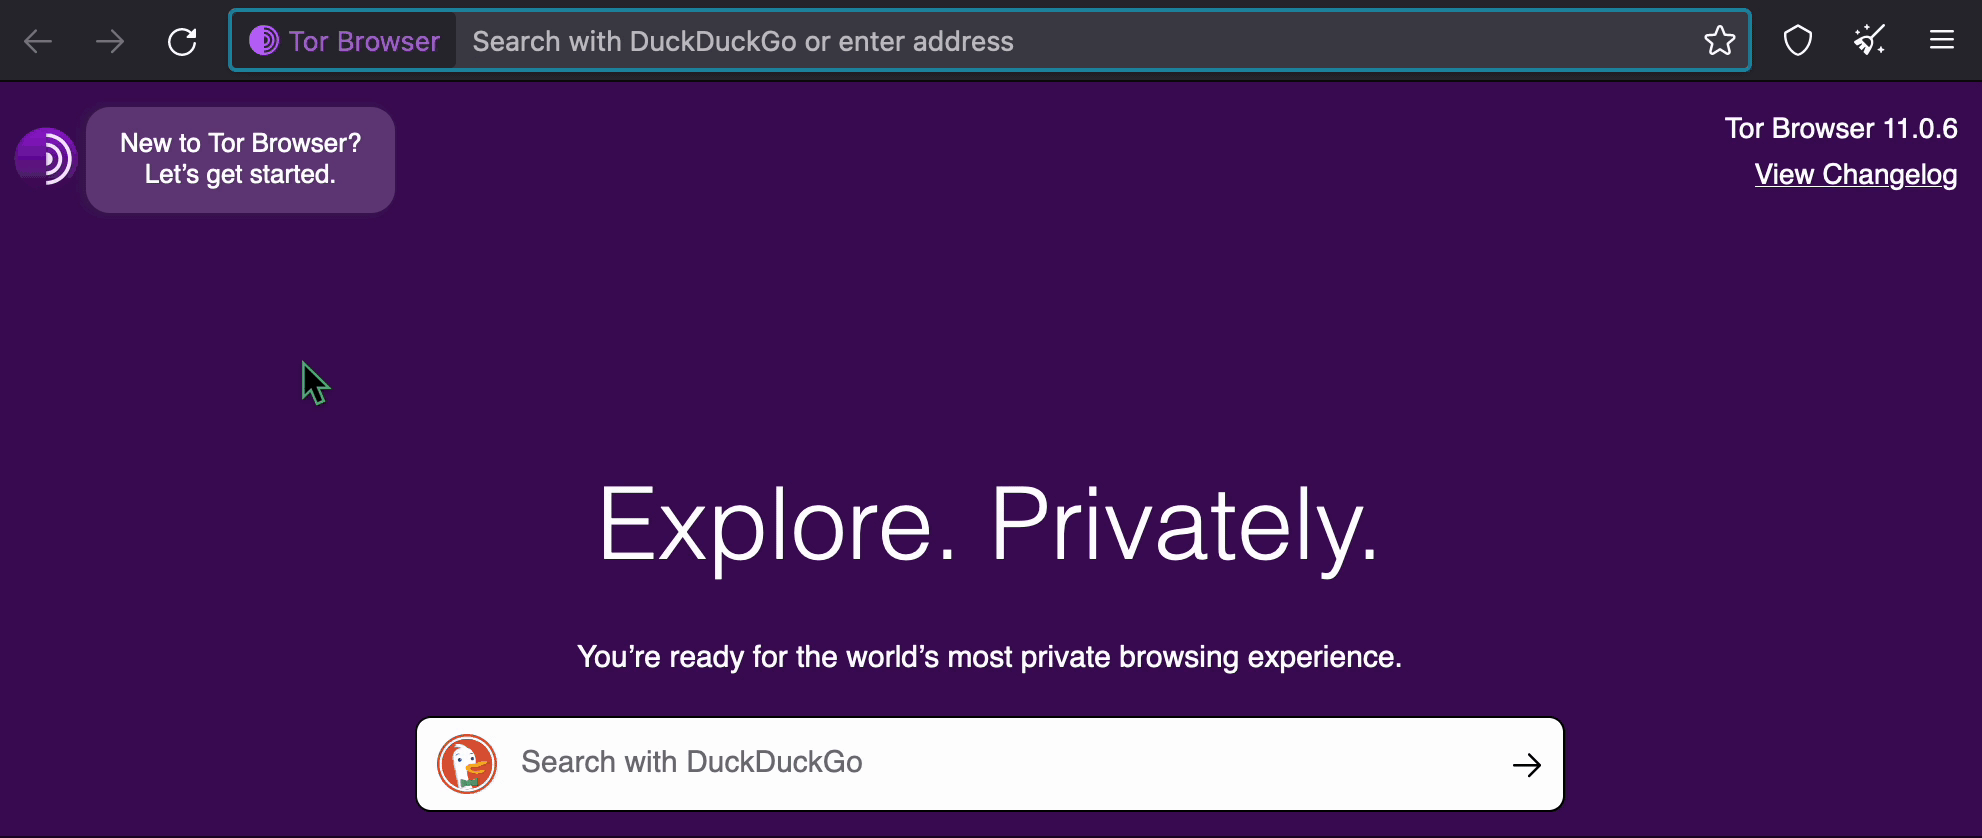 Tor Browser
Search with DuckDuckGo or enter address
New to Tor Browser?
Let’s get started.
Tor Browser 11.0.6
View Changelog
Explore. Privately.
You’re ready for the world’s most private browsing experience.
Search with DuckDuckGo